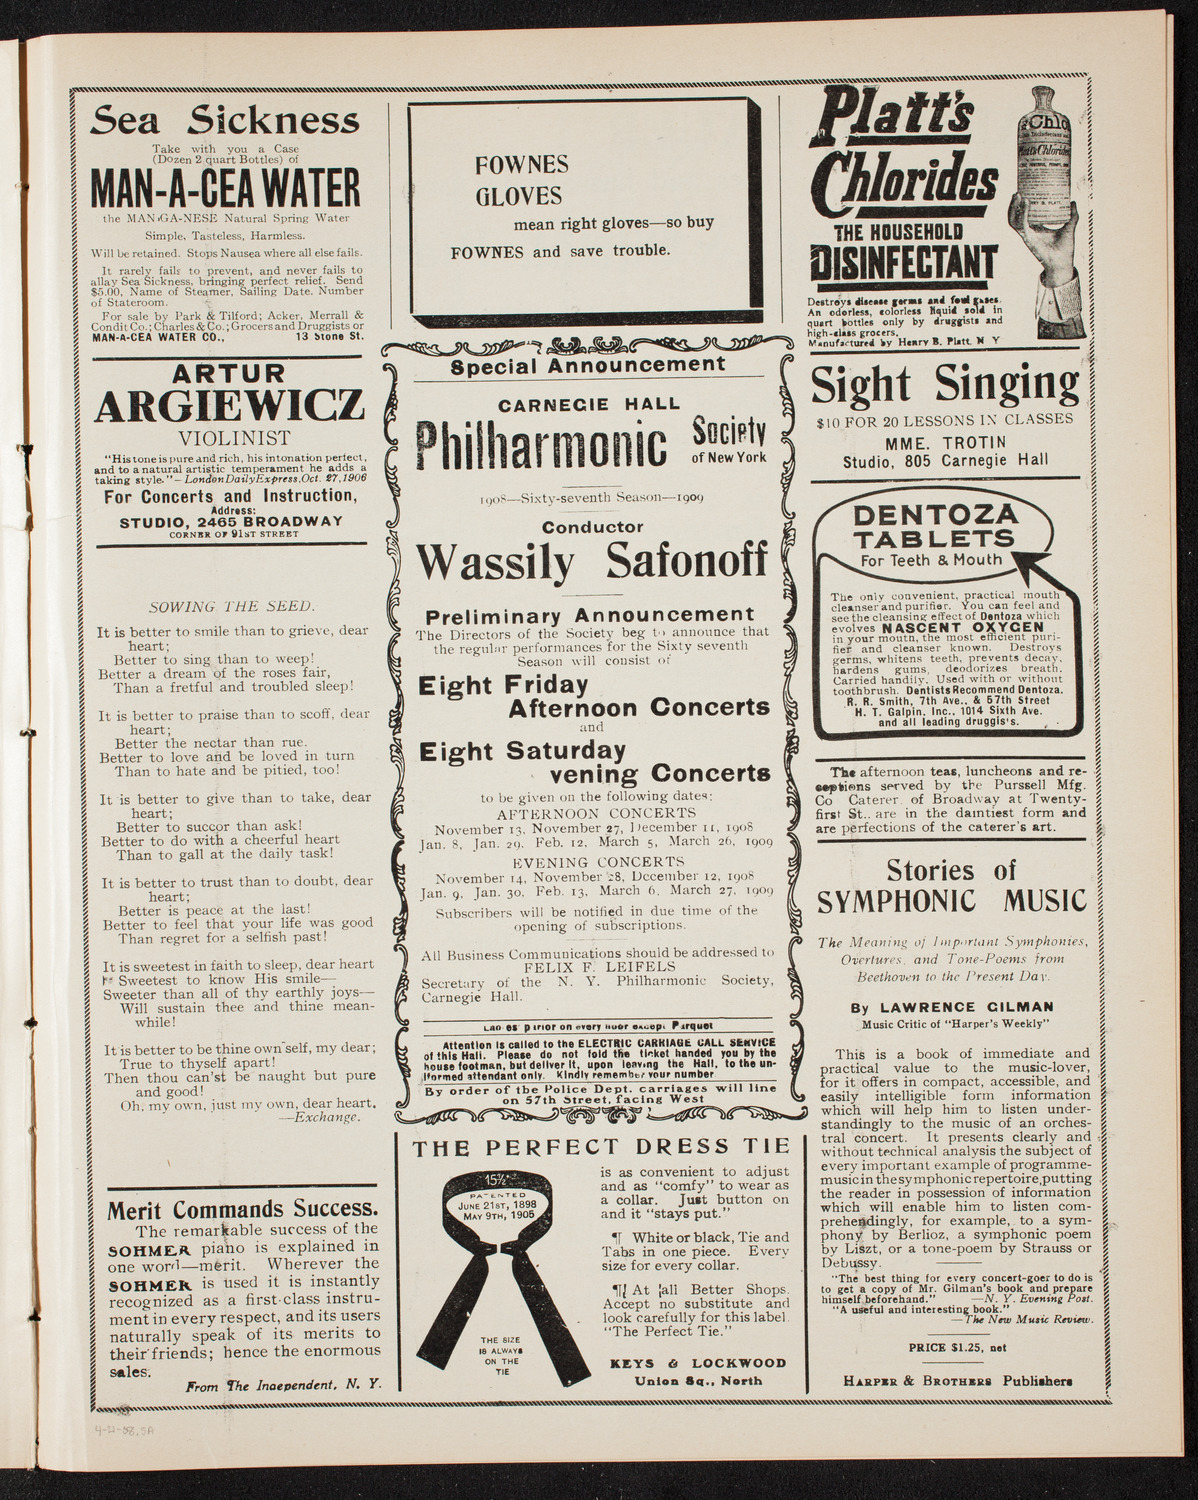 Sea Sickness
Take with you a Case
(Dozen 2 quart Bottles) of
MAN-A-CEA WATER
the MAN-GA-NESE Natural Spring Water
Simple, Tasteless, Harmless.
Will be retained. Stops Nausea where all else fails.
It rarely fails to prevent, and never fails to
allay Sea Sickness, bringing perfect relief. Send
$5.00, Name of Steamer, Sailing Date. Number
of Stateroom.
For sale by Park & Tilford; Acker, Merrall &
Condit Co.; Charles & Co.; Grocers and Druggists or
MAN-A-CEA WATER CO., 13 Stone St.
ARTUR
ARGIEWICZ
VIOLINIST
"His tone is pure and rich, his intonation perfect,
and to a natural artistic temperament he adds a
taking style."—London Daily Express, Oct. 27, 1906
For Concerts and Instruction,
Address:
STUDIO, 2465 BROADWAY
CORNER OF 91ST STREET
SOWING THE SEED.
It is better to smile than to grieve, dear
heart;
Better to sing than to weep!
Better a dream of the roses fair,
Than a fretful and troubled sleep!
It is better to praise than to scoff, dear
heart;
Better the nectar than rue.
Better to love and be loved in turn
Than to hate and be pitied, too!
It is better to give than to take, dear
heart;
Better to succor than ask!
Better to do with a cheerful heart
Than to gall at the daily task!
It is better to trust than to doubt, dear
heart;
Better is peace at the last!
Better to feel that your life was good
Than regret for a selfish past!
It is sweetest in faith to sleep, dear heart
Sweetest to know His smile—
Sweeter than all of thy earthly joys—
Will sustain thee and thine mean-
while!
It is better to be thine own self, my dear;
True to thyself apart!
Then thou can'st be naught but pure
and good!
Oh, my own, just my own, dear heart.
—Exchange.
Merit Commands Success.
The remarkable success of the
SOHMER piano is explained in
one word—merit. Wherever the
SOHMER is used it is instantly
recognized as a first-class instru-
ment in every respect, and its users
naturally speak of its merits to
their friends; hence the enormous
sales.
From The Independent, N. Y.
FOWNES
GLOVES
mean right gloves—so buy
FOWNES and save trouble.
Special Announcement
CARNEGIE HALL
Philharmonic Society
of New York
1908—Sixty-seventh Season—1909
Conductor
Wassily Safonoff
Preliminary Announcement
The Directors of the Society beg to announce that
the regular performances for the Sixty seventh
Season will consist of
Eight Friday
Afternoon Concerts
and
Eight Saturday
vening Concerts
to be given on the following dates:
AFTERNOON CONCERTS
November 13, November 27, December 11, 1908
Jan. 8, Jan. 29, Feb. 12, March 5, March 26, 1909
EVENING CONCERTS
November 14, November 28, December 12, 1908
Jan. 9, Jan. 30, Feb. 13, March 6, March 27, 1909
Subscribers will be notified in due time of the
opening of subscriptions.
All Business Communications should be addressed to
FELIX F. LEIFELS
Secretary of the N. Y. Philharmonic Society,
Carnegie Hall.
Ladies' parlor on every floor except Parquet
Attention is called to the ELECTRIC CARRIAGE CALL SERVICE
of this Hall. Please do not fold the ticket handed you by the
house footman, but deliver it, upon leaving the Hall, to the un-
iformed attendant only. Kindly remember your number
By order of the Police Dept. carriages will line
on 57th Street, facing West
THE PERFECT DRESS TIE
15½
PATENTED
JUNE 21ST, 1898
MAY 9TH, 1905
THE SIZE
IS ALWAYS
ON THE
TIE
is as convenient to adjust
and as "comfy" to wear as
a collar. Just button on
and it "stays put."
¶ White or black, Tie and
Tabs in one piece. Every
size for every collar.
¶ At all Better Shops.
Accept no substitute and
look carefully for this label
"The Perfect Tie."
KEYS & LOCKWOOD
Union Sq., North
Platt's
Chlorides
THE HOUSEHOLD
DISINFECTANT
Destroys disease germs and foul gases.
An odorless, colorless liquid sold in
quart bottles only by druggists and
high-class grocers.
Manufactured by Henry B. Platt, N Y
Sight Singing
$10 FOR 20 LESSONS IN CLASSES
MME. TROTIN
Studio, 805 Carnegie Hall
DENTOZA
TABLETS
For Teeth & Mouth
The only convenient, practical mouth
cleanser and purifier. You can feel and
see the cleansing effect of Dentoza which
evolves NASCENT OXYGEN
in your mouth, the most efficient puri-
fier and cleanser known. Destroys
germs, whitens teeth, prevents decay,
hardens gums, deodorizes breath.
Carried handily. Used with or without
toothbrush. Dentists Recommend Dentoza.
R. R. Smith, 7th Ave., & 57th Street
H. T. Galpin, Inc., 1014 Sixth Ave.
and all leading druggis's.
The afternoon teas, luncheons and re-
ceptions served by the Purssell Mfg.
Co Caterer, of Broadway at Twenty-
first St., are in the daintiest form and
are perfections of the caterer's art.
Stories of
SYMPHONIC MUSIC
The Meaning of Important Symphonies,
Overtures, and Tone-Poems from
Beethoven to the Present Day.
By LAWRENCE GILMAN
Music Critic of "Harper's Weekly"
This is a book of immediate and
practical value to the music-lover,
for it offers in compact, accessible, and
easily intelligible form information
which will help him to listen under-
standingly to the music of an orches-
tral concert. It presents clearly and
without technical analysis the subject of
every important example of programme-
music in the symphonic repertoire, putting
the reader in possession of information
which will enable him to listen com-
prehendingly, for example, to a sym-
phony by Berlioz, a symphonic poem
by Liszt, or a tone-poem by Strauss or
Debussy.
"The best thing for every concert-goer to do is
to get a copy of Mr. Gilman's book and prepare
himself beforehand." —N. Y. Evening Post.
"A useful and interesting book."
—The New Music Review.
PRICE $1.25, net
HARPER & BROTHERS Publishers